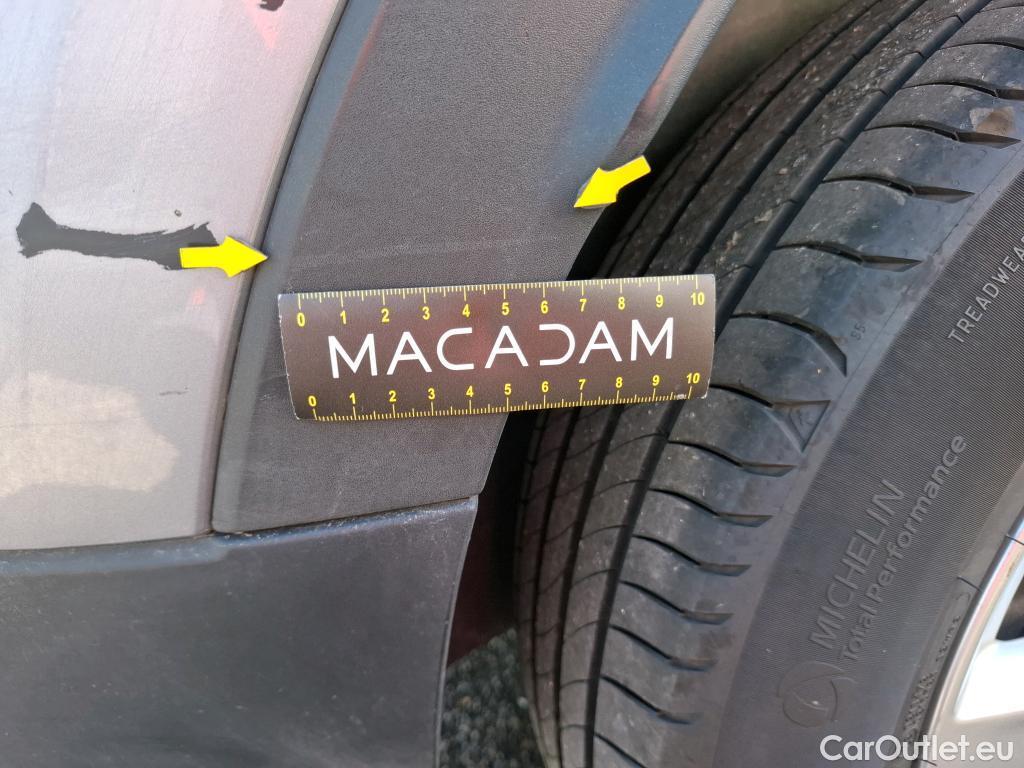 0 1 2 3 4 5 6 7 8 9 10
MACADAM
0 1 2 3 4 5 6 7 8 9 10
TREADWEA
MICHELIN
Total Performance
CarOutlet.eu